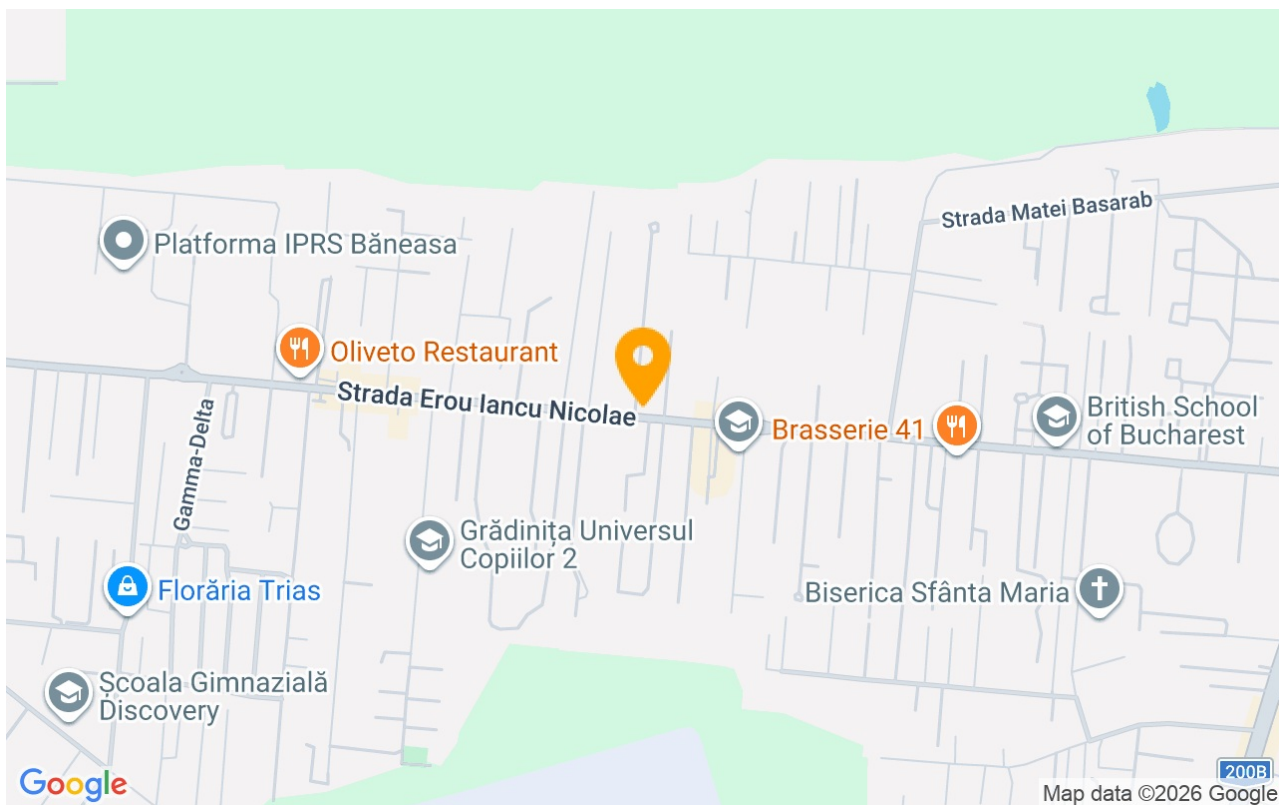 Strada Matei Basarab
Platforma IPRS Băneasa
Oliveto Restaurant
Strada Erou Iancu Nicolae
Brasserie 41
British School
of Bucharest
Gamma-Delta
Grădinița Universul
Copiilor 2
Florăria Trias
Biserica Sfânta Maria
Școala Gimnazială
Discovery
200B
Google
Map data ©2026 Google